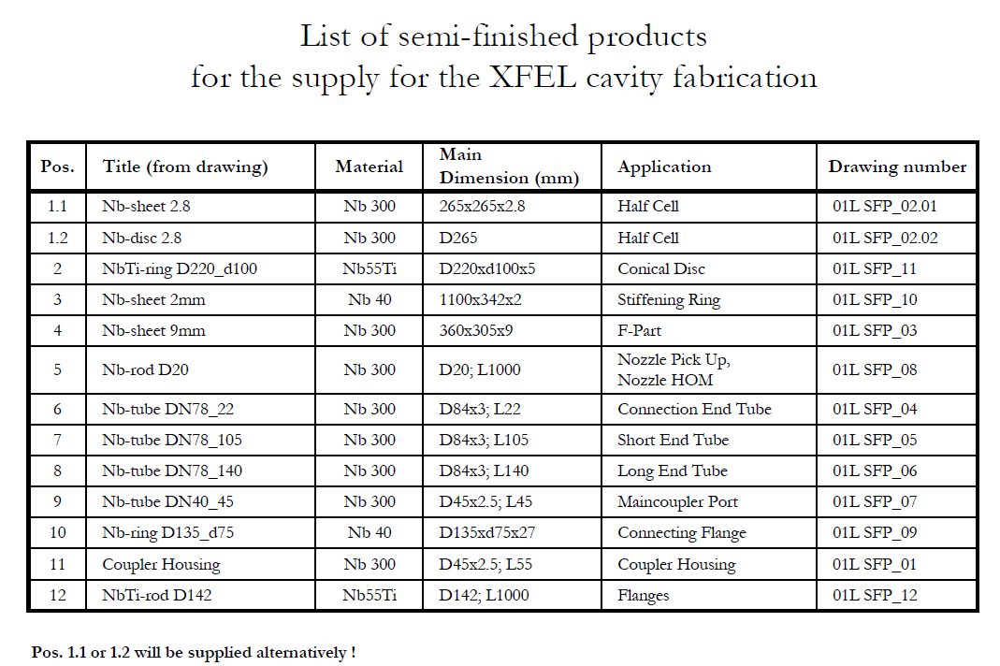 List of semi-finished products
for the supply for the XFEL cavity fabrication
Pos. Title (from drawing) Material Main Dimension (mm) Application Drawing number
1.1 Nb-sheet 2.8 Nb 300 265x265x2.8 Half Cell 01L SFP_02.01
1.2 Nb-disc 2.8 Nb 300 D265 Half Cell 01L SFP_02.02
2 NbTi-ring D220_d100 Nb55Ti D220xd100x5 Conical Disc 01L SFP_11
3 Nb-sheet 2mm Nb 40 1100x342x2 Stiffening Ring 01L SFP_10
4 Nb-sheet 9mm Nb 300 360x305x9 F-Part 01L SFP_03
5 Nb-rod D20 Nb 300 D20; L1000 Nozzle Pick Up, Nozzle HOM 01L SFP_08
6 Nb-tube DN78_22 Nb 300 D84x3; L22 Connection End Tube 01L SFP_04
7 Nb-tube DN78_105 Nb 300 D84x3; L105 Short End Tube 01L SFP_05
8 Nb-tube DN78_140 Nb 300 D84x3; L140 Long End Tube 01L SFP_06
9 Nb-tube DN40_45 Nb 300 D45x2.5; L45 Maincoupler Port 01L SFP_07
10 Nb-ring D135_d75 Nb 40 D135xd75x27 Connecting Flange 01L SFP_09
11 Coupler Housing Nb 300 D45x2.5; L55 Coupler Housing 01L SFP_01
12 NbTi-rod D142 Nb55Ti D142; L1000 Flanges 01L SFP_12
Pos. 1.1 or 1.2 will be supplied alternatively !